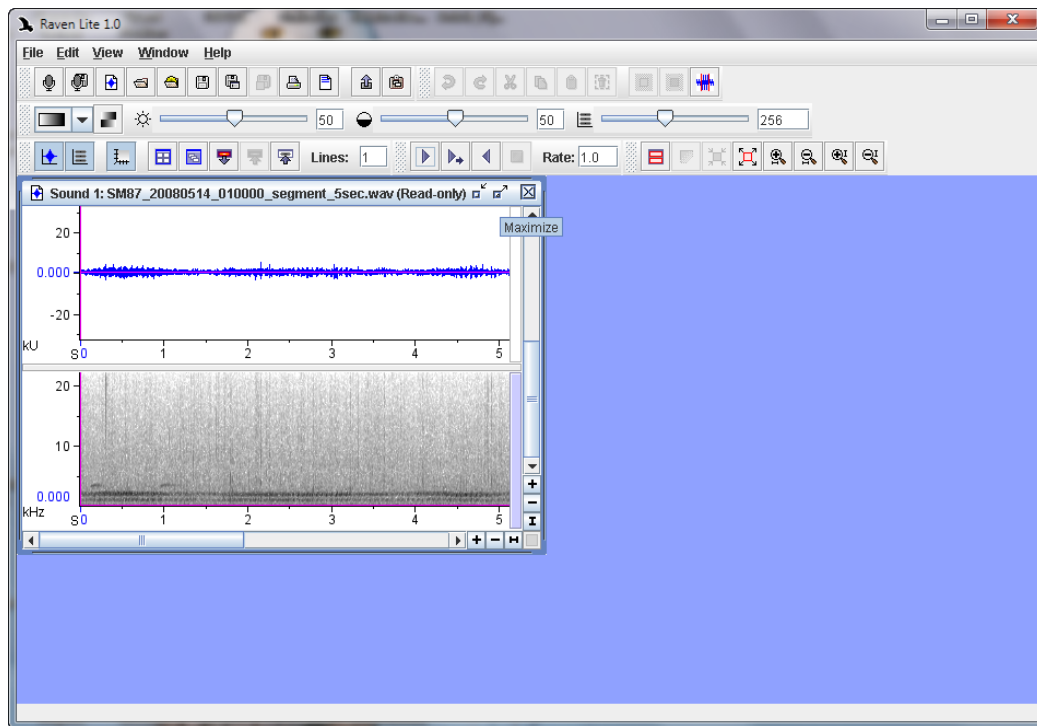 Raven Lite 1.0
File Edit View Window Help
50 50 256
Lines: 1 Rate: 1.0
Sound 1: SM87_20080514_010000_segment_5sec.wav (Read-only)
Maximize
20
0.000
-20
kU
S 0 1 2 3 4 5
20
10
0.000
kHz
S 0 1 2 3 4 5